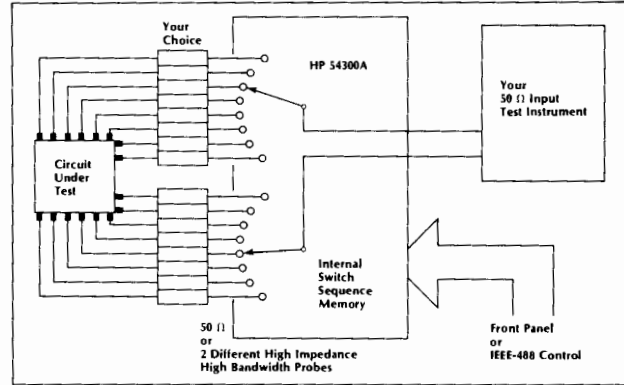 Your
Choice
HP 54300A
Your
50 Ω Input
Test Instrument
Circuit
Under
Test
Internal
Switch
Sequence
Memory
50 Ω
or
2 Different High Impedance
High Bandwidth Probes
Front Panel
or
IEEE-488 Control